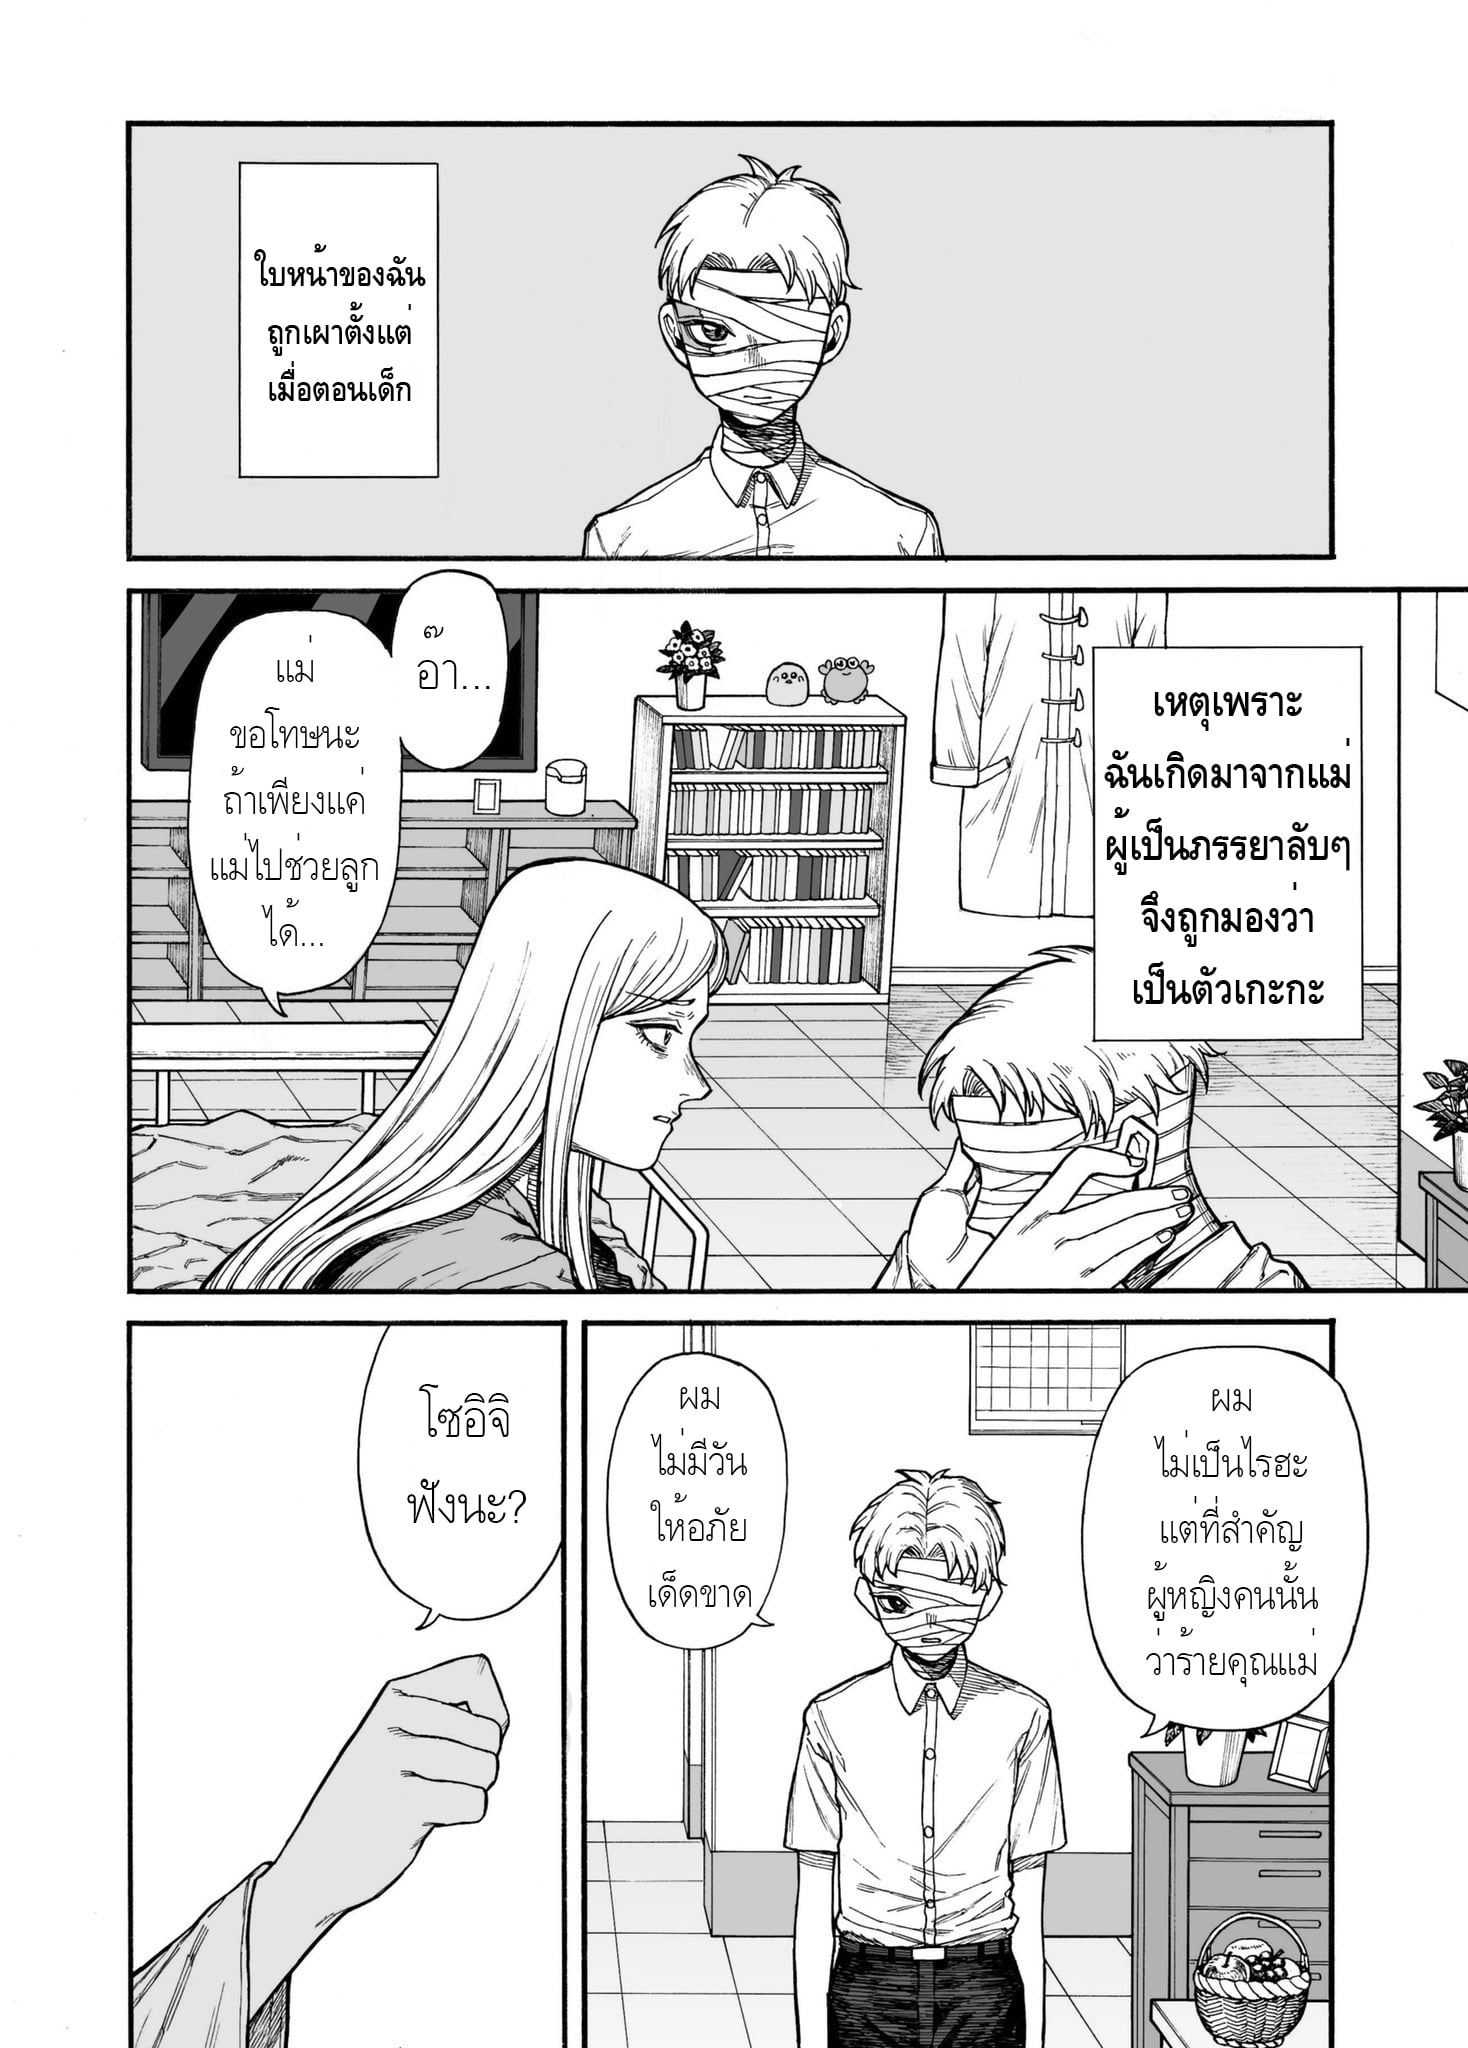 ใบหน้าของฉัน
ถูกเผาตั้งแต่
เมื่อตอนเด็ก
เหตุเพราะ
ฉันเกิดมาจากแม่
ผู้เป็นภรรยาลับๆ
จึงถูกมองว่า
เป็นตัวเกะกะ
อ๊า...
แม่
ขอโทษนะ
ถ้าเพียงแค่
แม่ไปช่วยลูก
ได้...
ผม
ไม่เป็นไรฮะ
แต่ที่สำคัญ
ผู้หญิงคนนั้น
ว่าร้ายคุณแม่
ผม
ไม่มีวัน
ให้อภัย
เด็ดขาด
โซอิจิ
ฟังนะ?